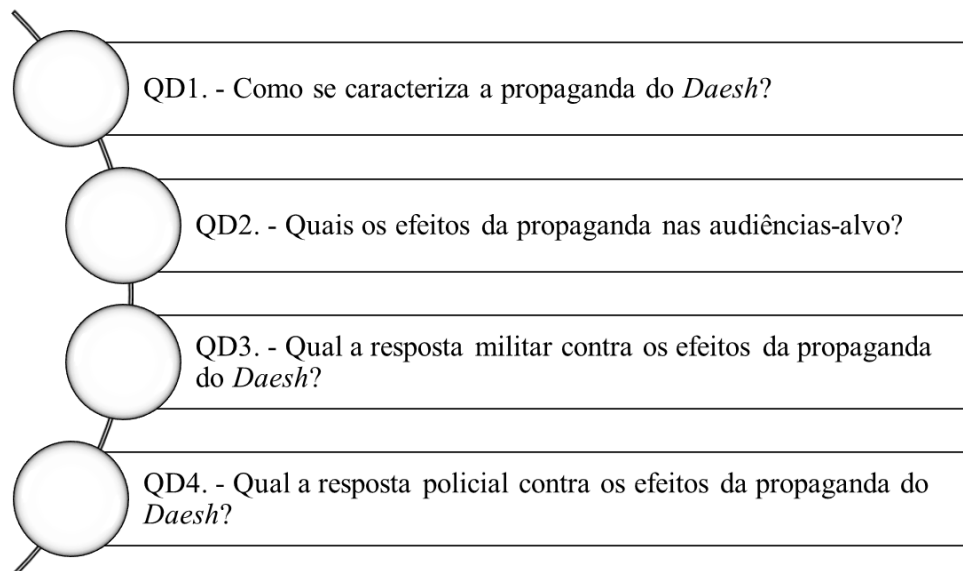 QD1. - Como se caracteriza a propaganda do Daesh?
QD2. - Quais os efeitos da propaganda nas audiências-alvo?
QD3. - Qual a resposta militar contra os efeitos da propaganda
do Daesh?
QD4. - Qual a resposta policial contra os efeitos da propaganda do
Daesh?